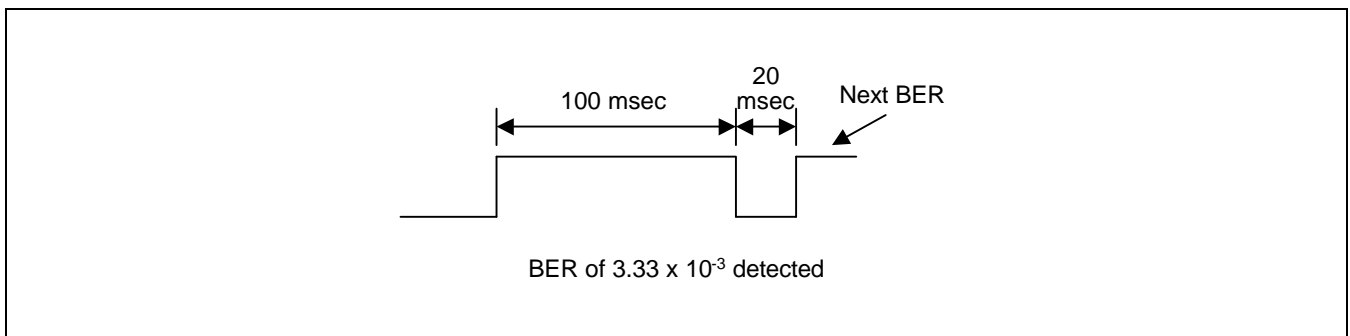 20
msec
100 msec
Next BER
BER of 3.33 x 10⁻³ detected